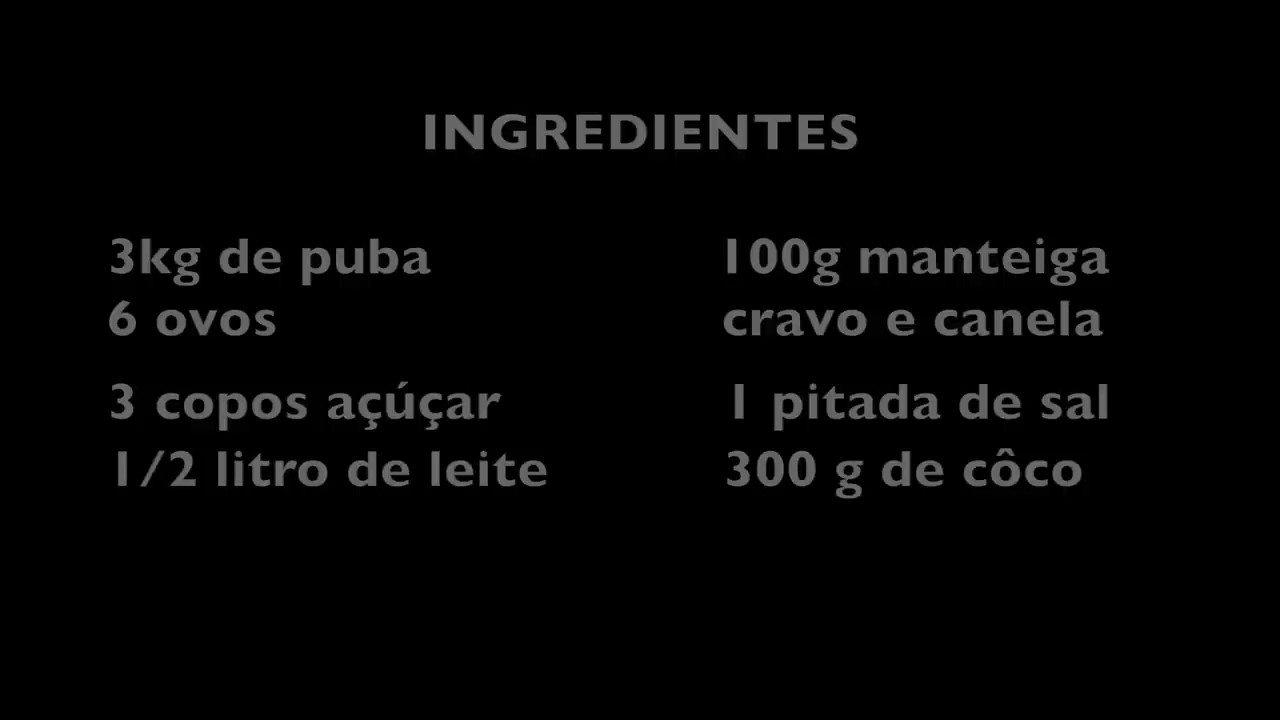 INGREDIENTES
3kg de puba
6 ovos
3 copos açúçar
1/2 litro de leite
100g manteiga
cravo e canela
1 pitada de sal
300 g de côco